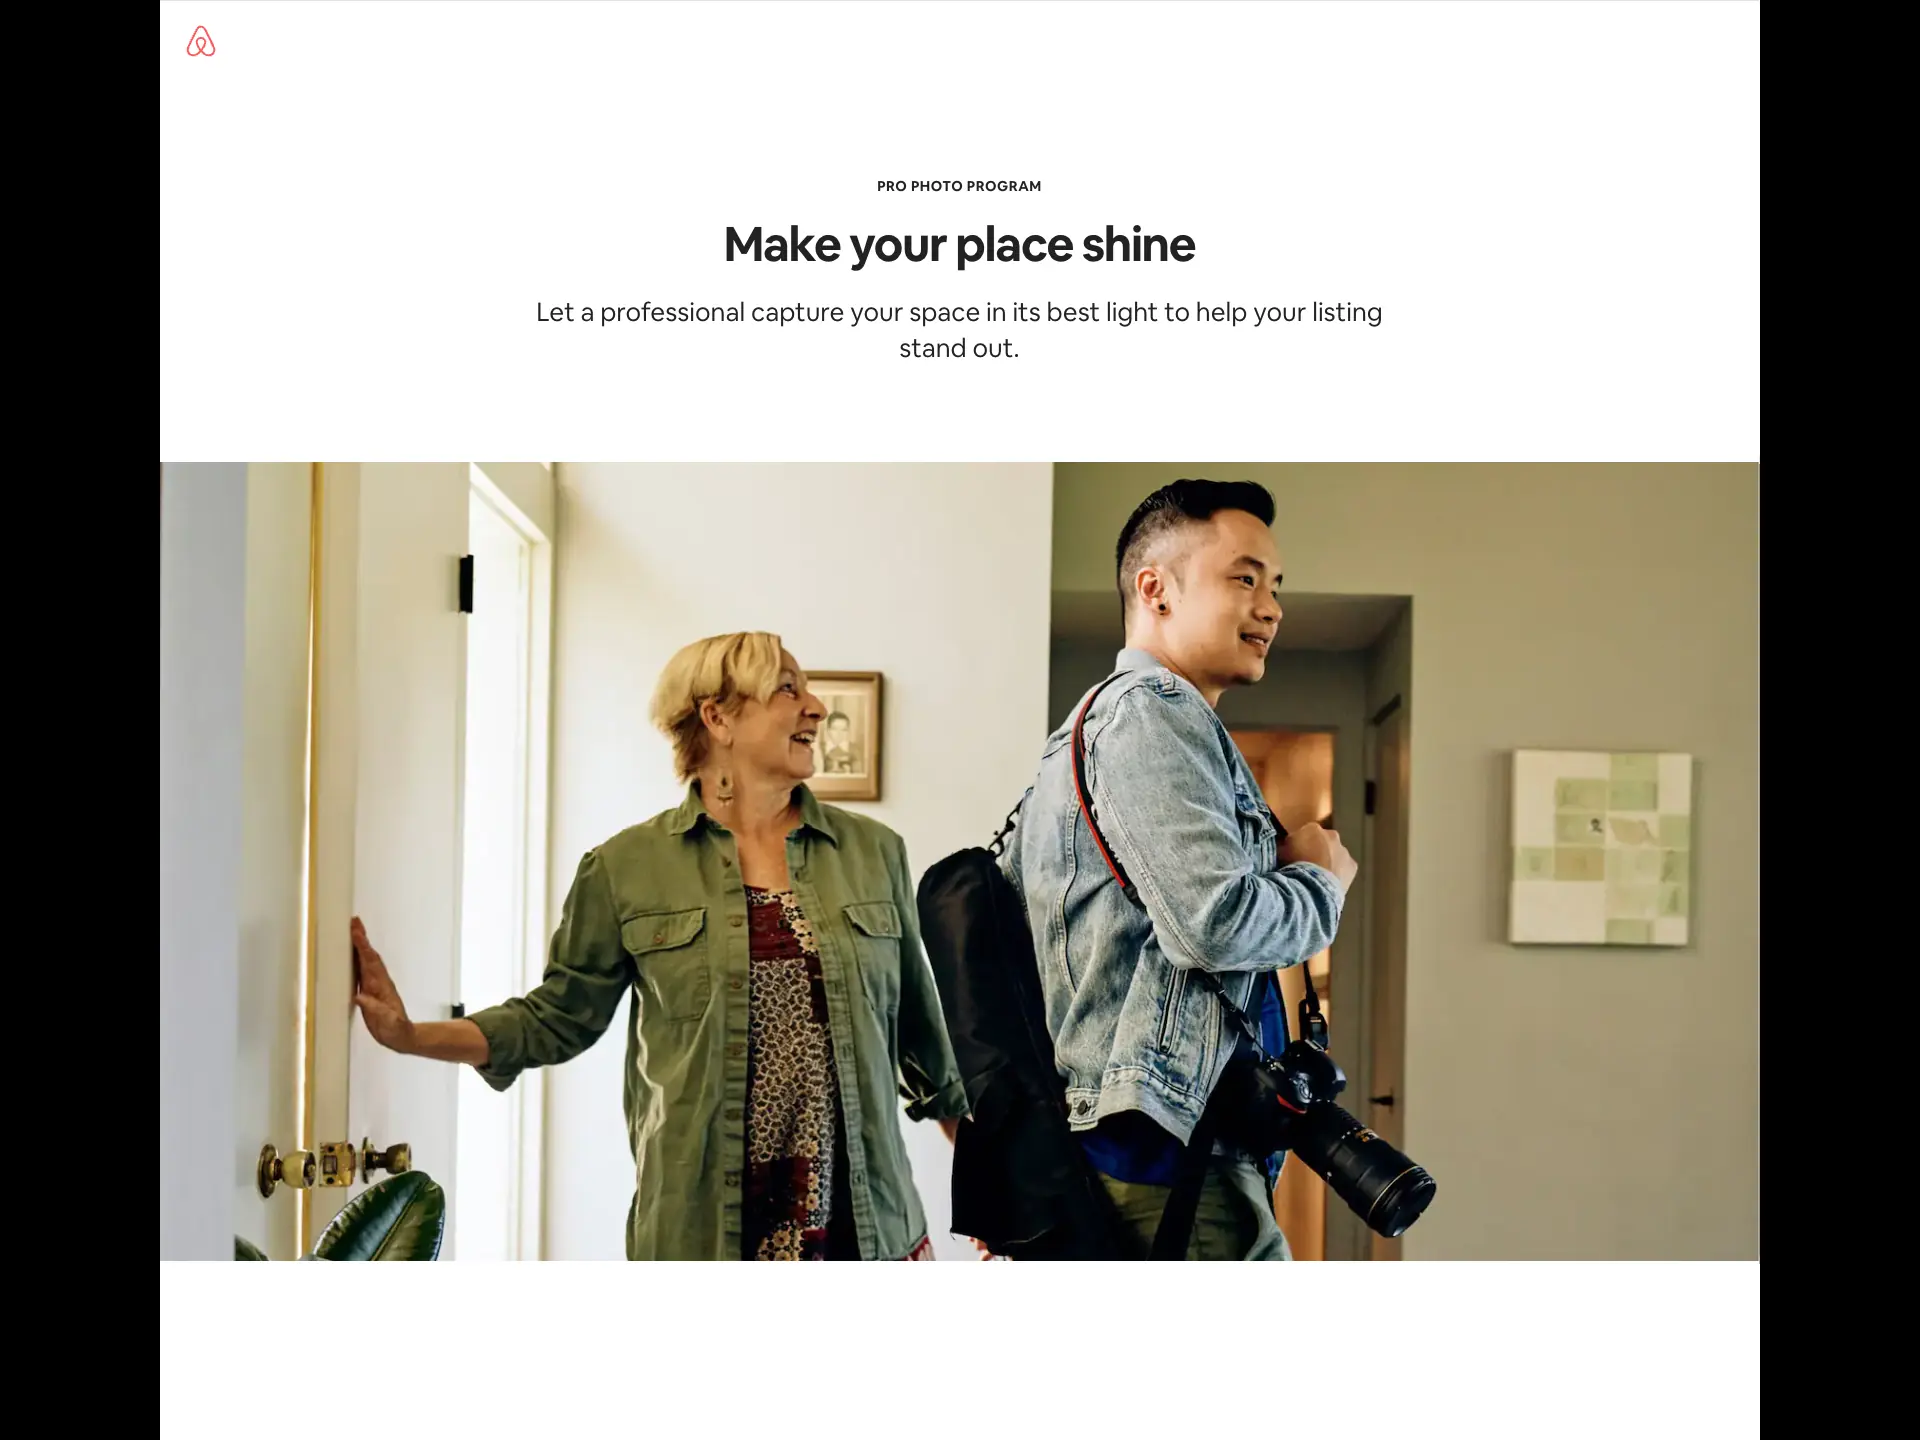 PRO PHOTO PROGRAM
Make your place shine
Let a professional capture your space in its best light to help your listing
stand out.